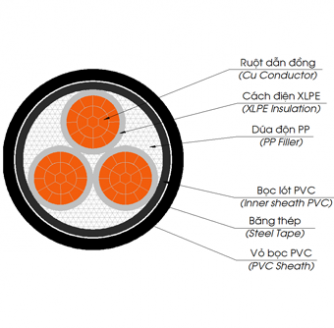 Ruột dẫn đồng
(Cu Conductor)
Cách điện XLPE
(XLPE Insulation)
Dứa độn PP
(PP Filler)
Bọc lót PVC
(Inner sheath PVC)
Băng thép
(Steel Tape)
Vỏ bọc PVC
(PVC Sheath)